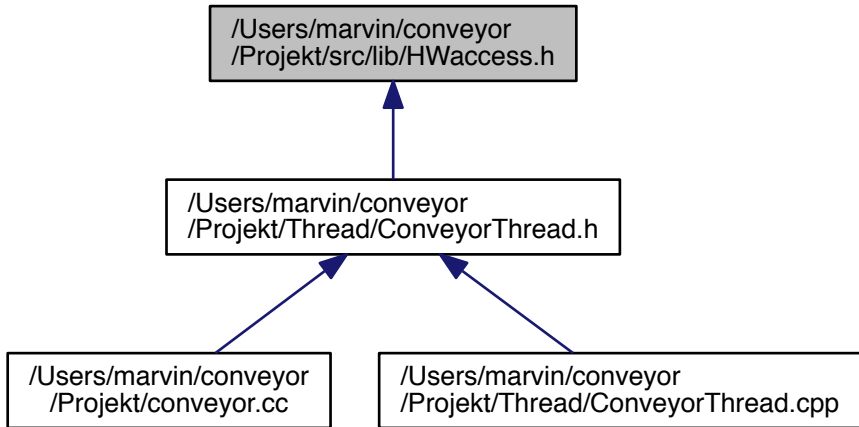 /Users/marvin/conveyor
/Projekt/src/lib/HWaccess.h
/Users/marvin/conveyor
/Projekt/Thread/ConveyorThread.h
/Users/marvin/conveyor
/Projekt/conveyor.cc
/Users/marvin/conveyor
/Projekt/Thread/ConveyorThread.cpp